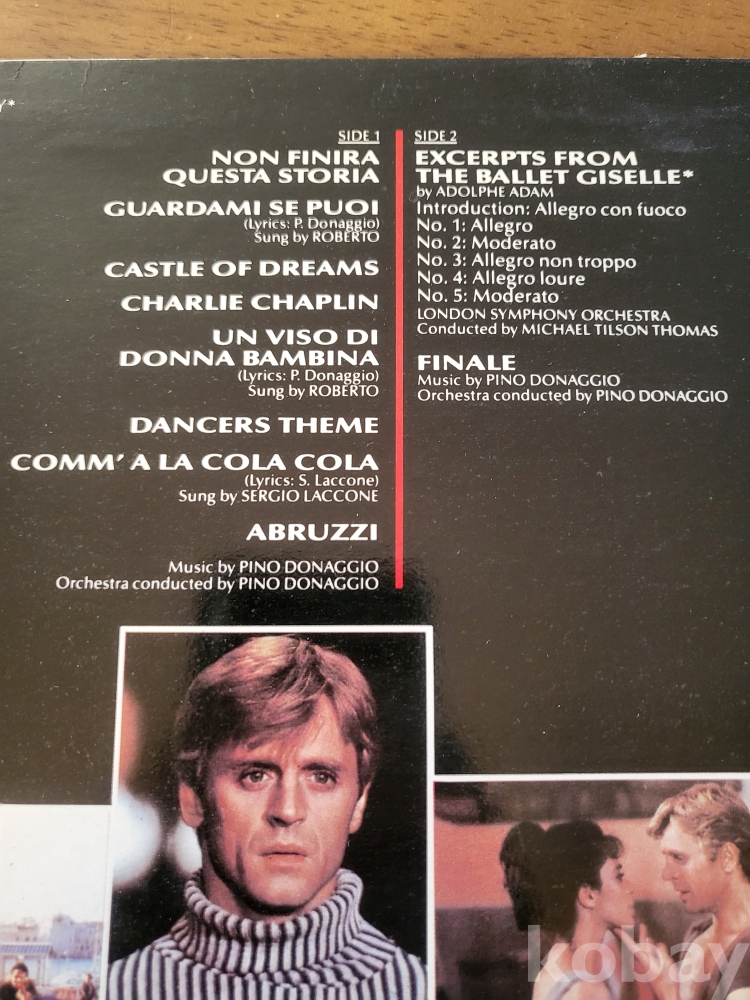 Y*
SIDE 1
NON FINIRA
QUESTA STORIA
GUARDAMI SE PUOI
(Lyrics: P. Donaggio)
Sung by ROBERTO
CASTLE OF DREAMS
CHARLIE CHAPLIN
UN VISO DI
DONNA BAMBINA
(Lyrics: P. Donaggio)
Sung by ROBERTO
DANCERS THEME
COMM' A LA COLA COLA
(Lyrics: S. Laccone)
Sung by SERGIO LACCONE
ABRUZZI
Music by PINO DONAGGIO
Orchestra conducted by PINO DONAGGIO
SIDE 2
EXCERPTS FROM
THE BALLET GISELLE*
by ADOLPHE ADAM
Introduction: Allegro con fuoco
No. 1: Allegro
No. 2: Moderato
No. 3: Allegro non troppo
No. 4: Allegro loure
No. 5: Moderato
LONDON SYMPHONY ORCHESTRA
Conducted by MICHAEL TILSON THOMAS
FINALE
Music by PINO DONAGGIO
Orchestra conducted by PINO DONAGGIO
kobay